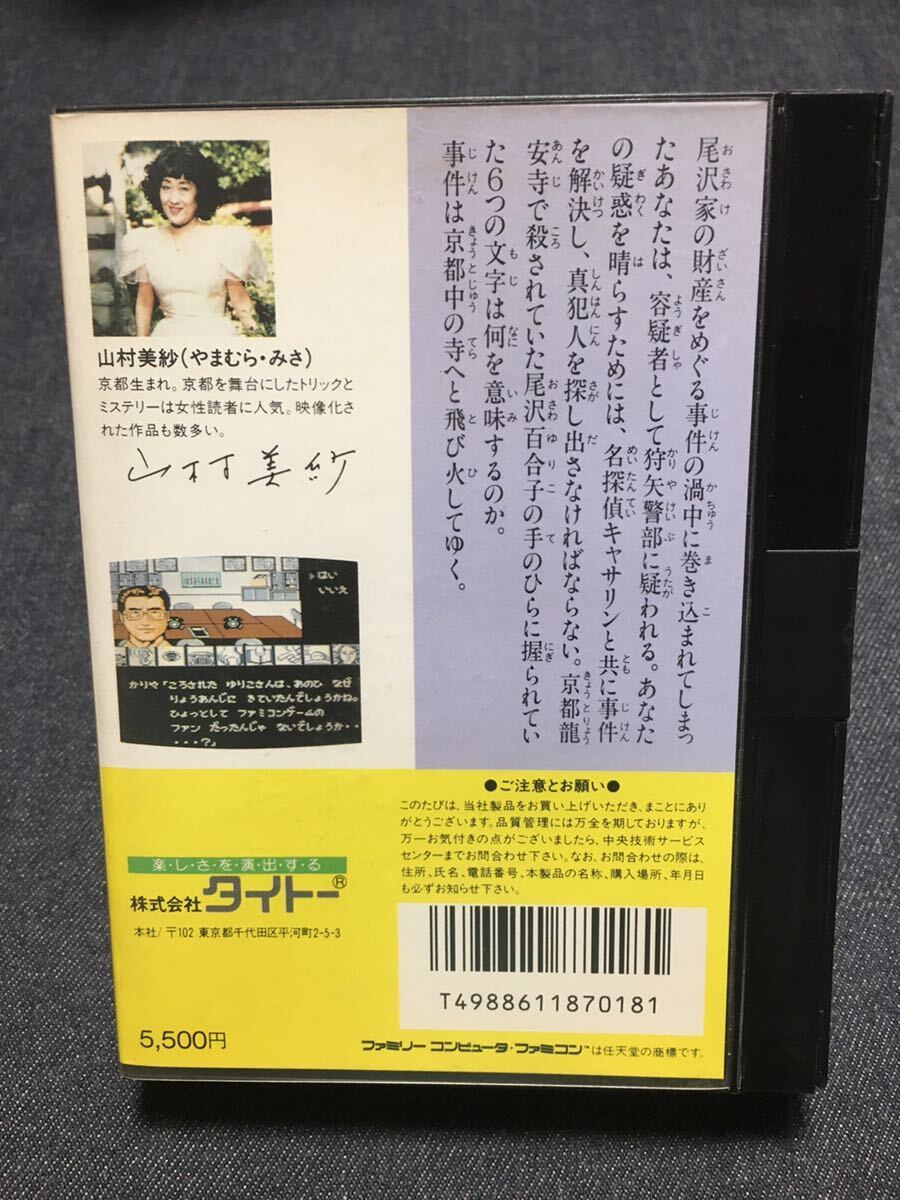 尾沢家の財産をめぐる事件の渦中に巻き込まれてしまっ
たあなたは、容疑者として狩矢警部に疑われる。あなた
の疑惑を晴らすためには、名探偵キャサリンと共に事件
を解決し、真犯人を探し出さなければならない。京都龍
安寺で殺されていた尾沢百合子の手のひらに握られてい
た6つの文字は何を意味するのか。
事件は京都中の寺へと飛び火してゆく。
山村美紗(やまむら・みさ)
京都生まれ。京都を舞台にしたトリックと
ミステリーは女性読者に人気。映像化さ
れた作品も数多い。
山村美紗
はい
いいえ
かりや「ころされた ゆりこさんは、あのひ なぜ
りょうあんじに きていたんでしょうかね。
ひょっとして ファミコンゲームの
ファン だったんじゃ ないでしょうか・・
・・・?」
●ご注意とお願い●
このたびは、当社製品をお買い上げいただき、まことにあり
がとうございます。品質管理には万全を期しておりますが、
万一お気付きの点がございましたら、中央技術サービス
センターまでお問合わせ下さい。なお、お問合わせの際は、
住所、氏名、電話番号、本製品の名称、購入場所、年月日
も必ずお知らせ下さい。
楽・し・さ・を・演・出・す・る
株式会社タイトー®
本社/〒102 東京都千代田区平河町2-5-3
T4988611870181
5,500円
ファミリー コンピュータ・ファミコン™は任天堂の商標です。